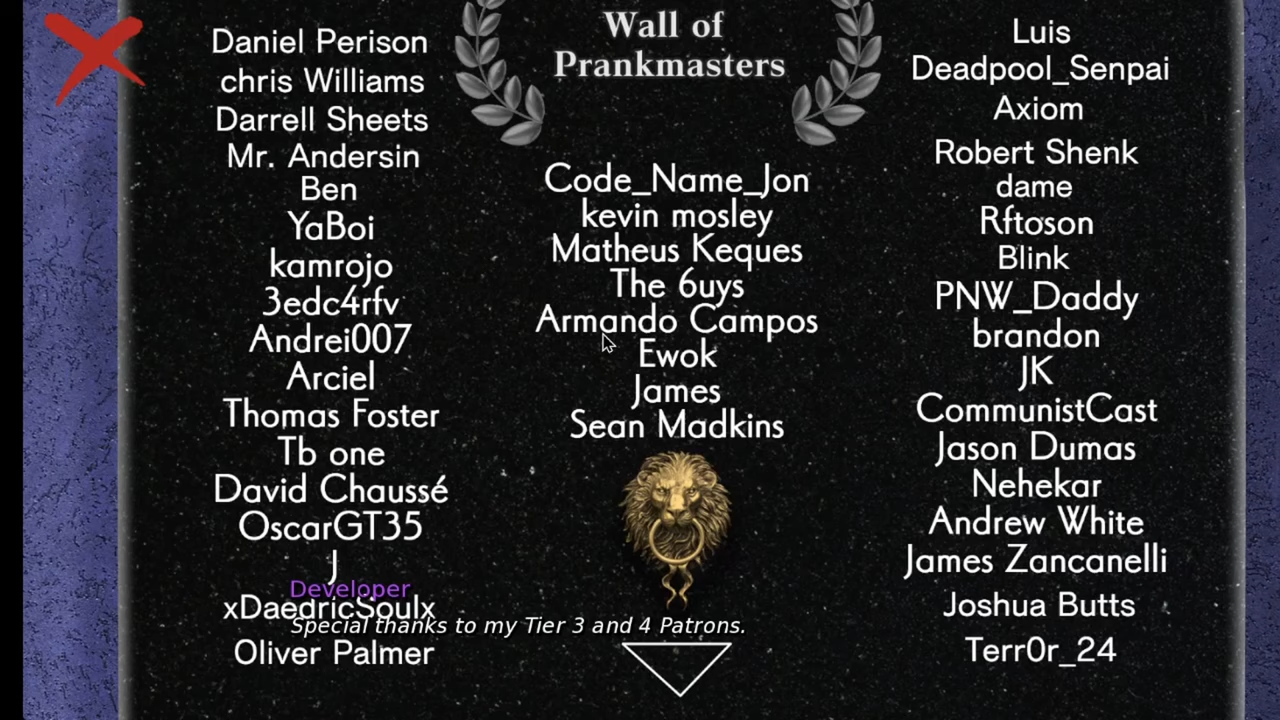 Wall of
Prankmasters
Daniel Perison
chris Williams
Darrell Sheets
Mr. Andersin
Ben
YaBoi
kamrojo
3edc4rfv
Andrei007
Arciel
Thomas Foster
Tb one
David Chaussé
OscarGT35
J
xDaedricSoulx
Oliver Palmer
Code_Name_Jon
kevin mosley
Matheus Keques
The 6uys
Armando Campos
Ewok
James
Sean Madkins
Luis
Deadpool_Senpai
Axiom
Robert Shenk
dame
Rftoson
Blink
PNW_Daddy
brandon
JK
CommunistCast
Jason Dumas
Nehekar
Andrew White
James Zancanelli
Joshua Butts
Terr0r_24
Developer
Special thanks to my Tier 3 and 4 Patrons.